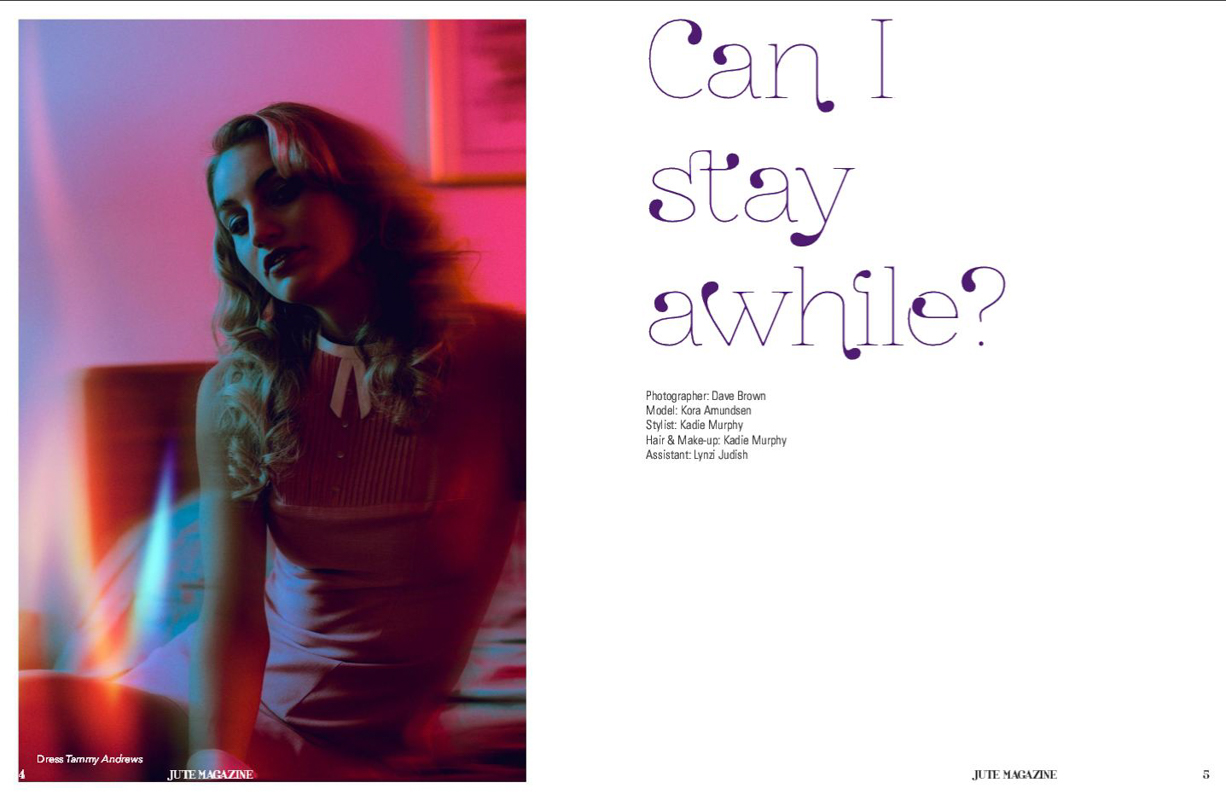 Dress Tammy Andrews
4
JUTE MAGAZINE
Can I
stay
awhile?
Photographer: Dave Brown
Model: Kora Amundsen
Stylist: Kadie Murphy
Hair & Make-up: Kadie Murphy
Assistant: Lynzi Judish
JUTE MAGAZINE
5